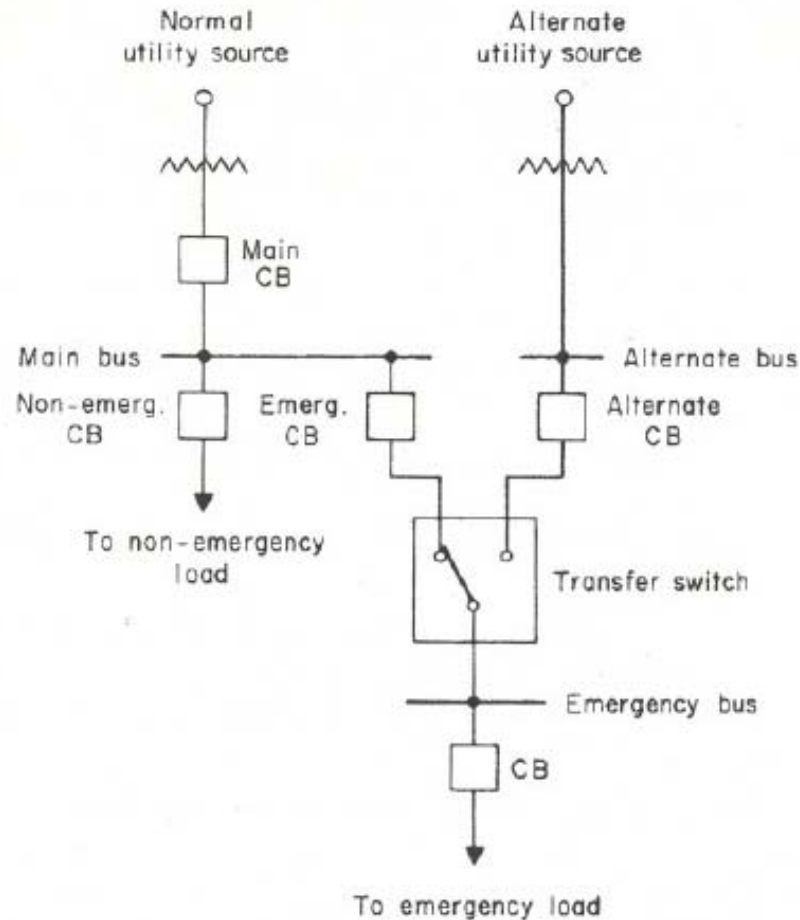 Normal
utility source
Alternate
utility source
Main
CB
Main bus
Alternate bus
Non-emerg.
CB
Emerg.
CB
Alternate
CB
To non-emergency
load
Transfer switch
Emergency bus
CB
To emergency load